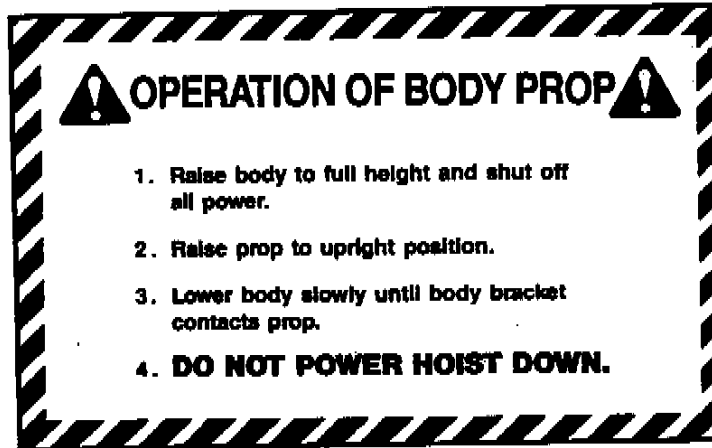 OPERATION OF BODY PROP
1. Raise body to full height and shut off
all power.
2. Raise prop to upright position.
3. Lower body slowly until body bracket
contacts prop.
4. DO NOT POWER HOIST DOWN.